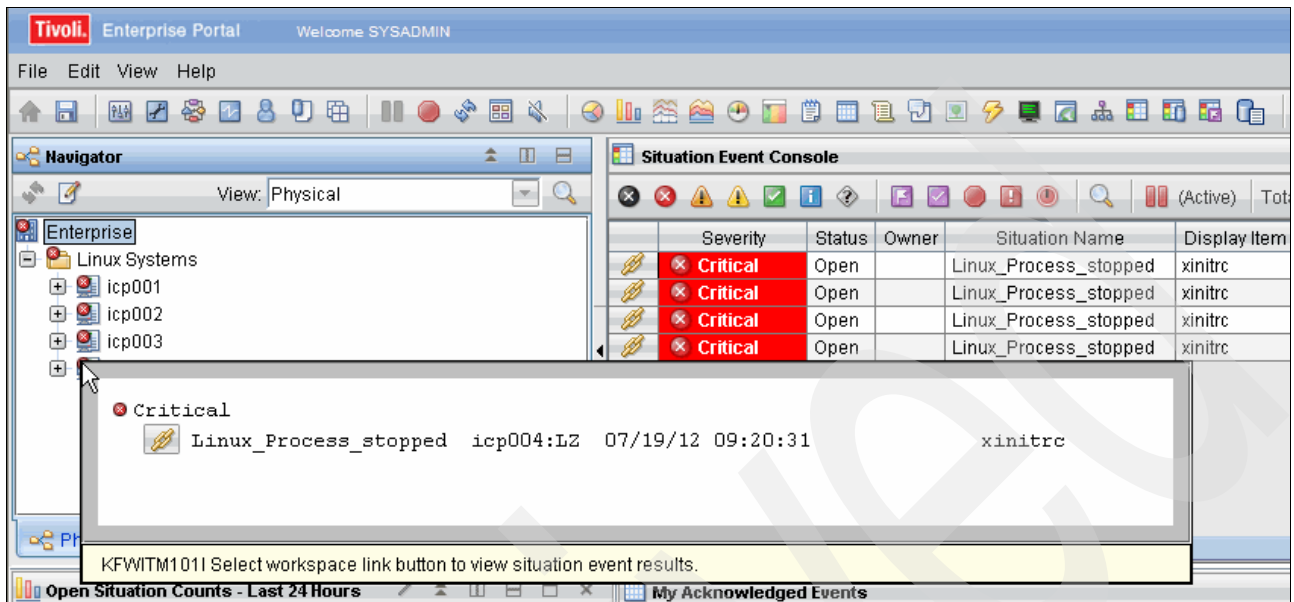 Tivoli. Enterprise Portal Welcome SYSADMIN
File Edit View Help
Navigator
View: Physical
Enterprise
Linux Systems
icp001
icp002
icp003
Situation Event Console
(Active)
Severity Status Owner Situation Name Display Item
Critical Open Linux_Process_stopped xinitrc
Critical Open Linux_Process_stopped xinitrc
Critical Open Linux_Process_stopped xinitrc
Critical Open Linux_Process_stopped xinitrc
Critical
Linux_Process_stopped icp004:LZ 07/19/12 09:20:31 xinitrc
KFWITM101I Select workspace link button to view situation event results.
Open Situation Counts - Last 24 Hours
My Acknowledged Events